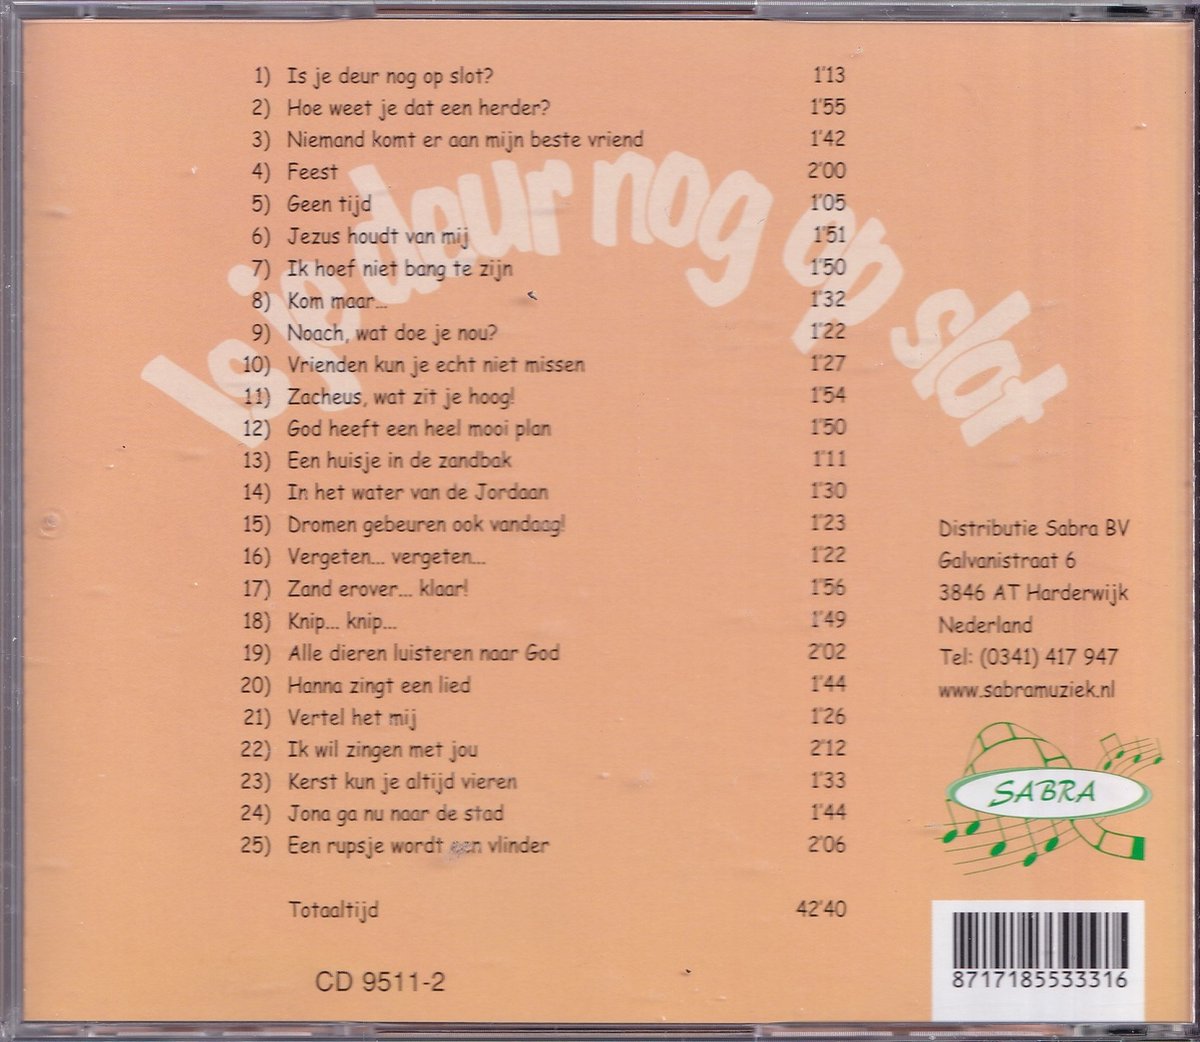 1) Is je deur nog op slot? 1'13
2) Hoe weet je dat een herder? 1'55
3) Niemand komt er aan mijn beste vriend 1'42
4) Feest 2'00
5) Geen tijd 1'05
6) Jezus houdt van mij 1'51
7) Ik hoef niet bang te zijn 1'50
8) Kom maar... 1'32
9) Noach, wat doe je nou? 1'22
10) Vrienden kun je echt niet missen 1'27
11) Zacheus, wat zit je hoog! 1'54
12) God heeft een heel mooi plan 1'50
13) Een huisje in de zandbak 1'11
14) In het water van de Jordaan 1'30
15) Dromen gebeuren ook vandaag! 1'23
16) Vergeten... vergeten... 1'22
17) Zand erover... klaar! 1'56
18) Knip... knip... 1'49
19) Alle dieren luisteren naar God 2'02
20) Hanna zingt een lied 1'44
21) Vertel het mij 1'26
22) Ik wil zingen met jou 2'12
23) Kerst kun je altijd vieren 1'33
24) Jona ga nu naar de stad 1'44
25) Een rupsje wordt een vlinder 2'06
Totaaltijd 42'40
CD 9511-2
Is je deur nog op slot
Distributie Sabra BV
Galvanistraat 6
3846 AT Harderwijk
Nederland
Tel: (0341) 417 947
www.sabramuziek.nl
SABRA
8717185533316